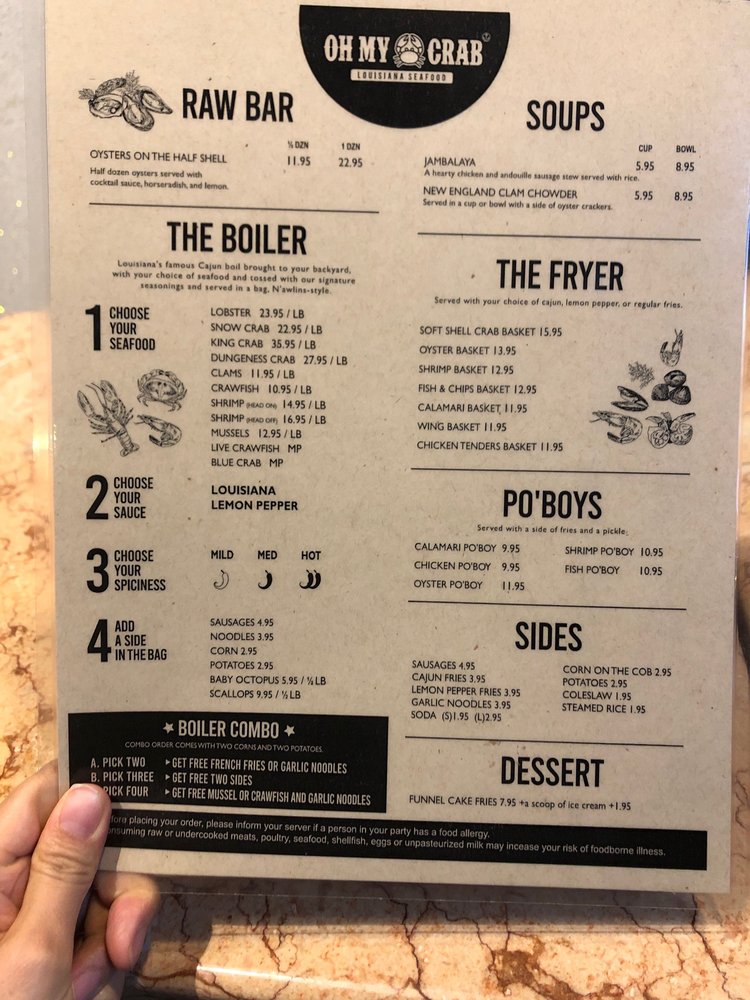 OH MY CRAB
LOUISIANA SEAFOOD
RAW BAR
½ DZN 1 DZN
OYSTERS ON THE HALF SHELL 11.95 22.95
Half dozen oysters served with
cocktail sauce, horseradish, and lemon.
THE BOILER
Louisiana's famous Cajun boil brought to your backyard,
with your choice of seafood and tossed with our signature
seasonings and served in a bag, N'awlins-style.
1 CHOOSE
YOUR
SEAFOOD
LOBSTER 23.95 / LB
SNOW CRAB 22.95 / LB
KING CRAB 35.95 / LB
DUNGENESS CRAB 27.95 / LB
CLAMS 11.95 / LB
CRAWFISH 10.95 / LB
SHRIMP (HEAD ON) 14.95 / LB
SHRIMP (HEAD OFF) 16.95 / LB
MUSSELS 12.95 / LB
LIVE CRAWFISH MP
BLUE CRAB MP
2 CHOOSE
YOUR
SAUCE
LOUISIANA
LEMON PEPPER
3 CHOOSE
YOUR
SPICINESS
MILD MED HOT
4 ADD
A SIDE
IN THE BAG
SAUSAGES 4.95
NOODLES 3.95
CORN 2.95
POTATOES 2.95
BABY OCTOPUS 5.95 / ½ LB
SCALLOPS 9.95 / ½ LB
BOILER COMBO
COMBO ORDER COMES WITH TWO CORNS AND TWO POTATOES
A. PICK TWO GET FREE FRENCH FRIES OR GARLIC NOODLES
B. PICK THREE GET FREE TWO SIDES
PICK FOUR GET FREE MUSSEL OR CRAWFISH AND GARLIC NOODLES
SOUPS
CUP BOWL
JAMBALAYA 5.95 8.95
A hearty chicken and andouille sausage stew served with rice.
NEW ENGLAND CLAM CHOWDER 5.95 8.95
Served in a cup or bowl with a side of oyster crackers.
THE FRYER
Served with your choice of cajun, lemon pepper, or regular fries.
SOFT SHELL CRAB BASKET 15.95
OYSTER BASKET 13.95
SHRIMP BASKET 12.95
FISH & CHIPS BASKET 12.95
CALAMARI BASKET 11.95
WING BASKET 11.95
CHICKEN TENDERS BASKET 11.95
PO'BOYS
Served with a side of fries and a pickle.
CALAMARI PO'BOY 9.95
CHICKEN PO'BOY 9.95
OYSTER PO'BOY 11.95
SHRIMP PO'BOY 10.95
FISH PO'BOY 10.95
SIDES
SAUSAGES 4.95
CAJUN FRIES 3.95
LEMON PEPPER FRIES 3.95
GARLIC NOODLES 3.95
SODA (S)1.95 (L)2.95
CORN ON THE COB 2.95
POTATOES 2.95
COLESLAW 1.95
STEAMED RICE 1.95
DESSERT
FUNNEL CAKE FRIES 7.95 +a scoop of ice cream +1.95
fore placing your order, please inform your server if a person in your party has a food allergy.
nsuming raw or undercooked meats, poultry, seafood, shellfish, eggs or unpasteurized milk may increase your risk of foodborne illness.